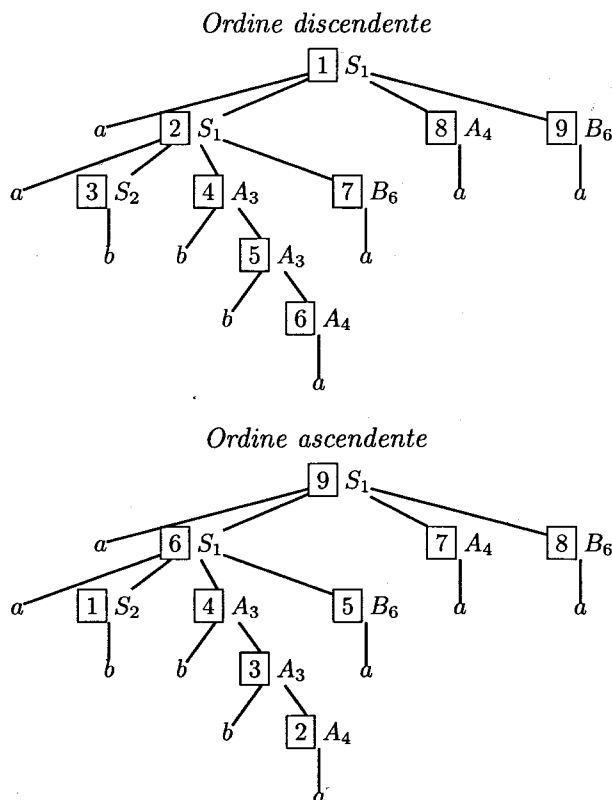 Ordine discendente
1 S1
a 2 S1 8 A4 9 B6
a 3 S2 4 A3 7 B6 a a
b b 5 A3 a
b 6 A4
a
Ordine ascendente
9 S1
a 6 S1 7 A4 8 B6
a 1 S2 4 A3 5 B6 a a
b b 3 A3 a
b 2 A4
a